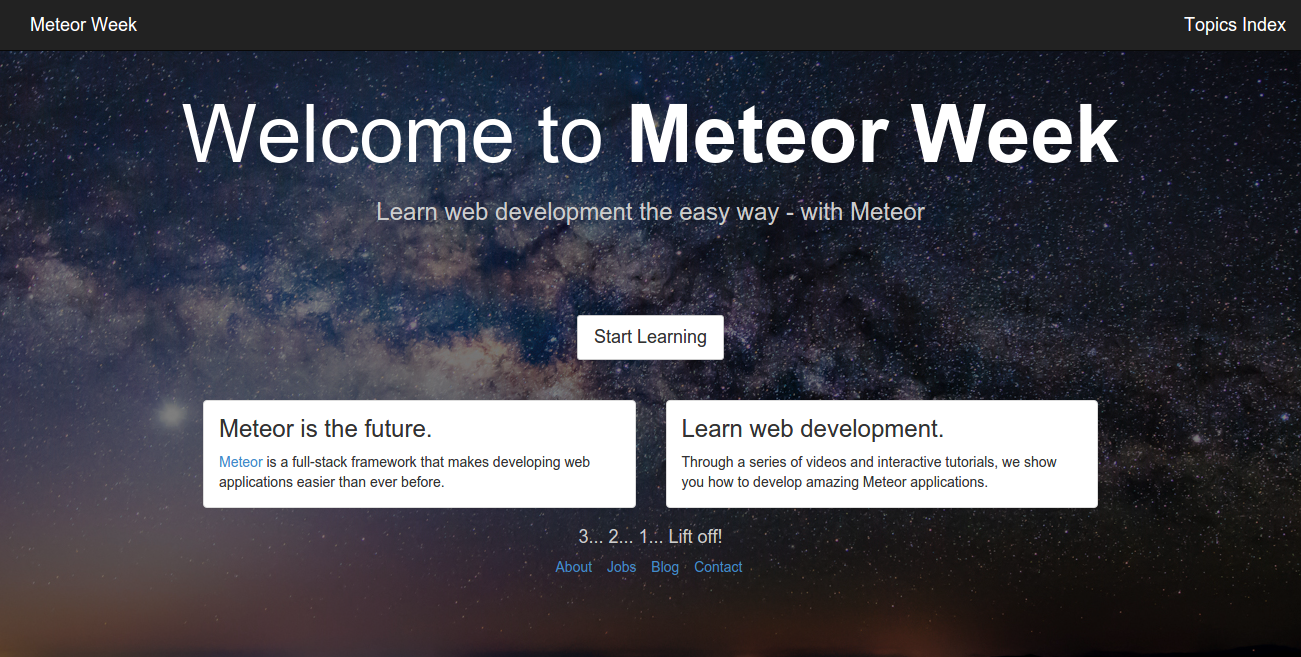 Meteor Week
Topics Index
Welcome to Meteor Week
Learn web development the easy way - with Meteor
Start Learning
Meteor is the future.
Meteor is a full-stack framework that makes developing web
applications easier than ever before.
Learn web development.
Through a series of videos and interactive tutorials, we show
you how to develop amazing Meteor applications.
3... 2... 1... Lift off!
About Jobs Blog Contact